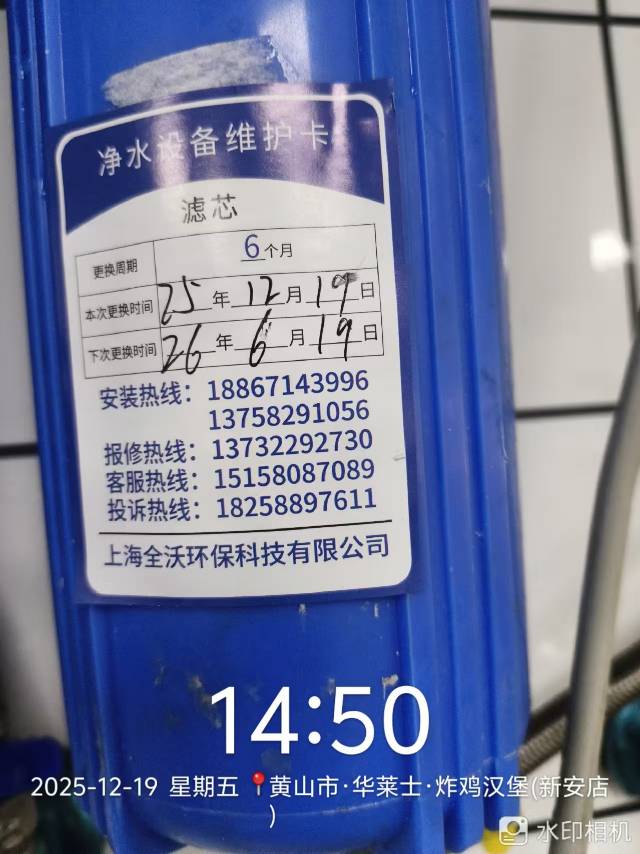 净水设备维护卡
滤芯
更换周期 6个月
本次更换时间 25年12月19日
下次更换时间 26年6月19日
安装热线：18867143996
13758291056
报修热线：13732292730
客服热线：15158087089
投诉热线：18258897611
上海全沃环保科技有限公司
14:50
2025-12-19 星期五 📍黄山市·华莱士·炸鸡汉堡(新安店
)
水印相机